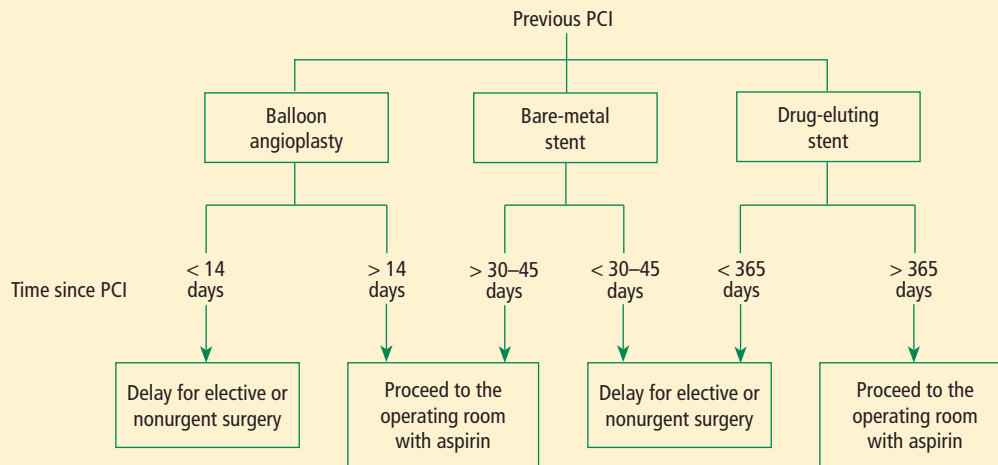 Previous PCI
Balloon
angioplasty
Bare-metal
stent
Drug-eluting
stent
Time since PCI
< 14
days
> 14
days
> 30–45
days
< 30–45
days
< 365
days
> 365
days
Delay for elective or
nonurgent surgery
Proceed to the
operating room
with aspirin
Delay for elective or
nonurgent surgery
Proceed to the
operating room
with aspirin